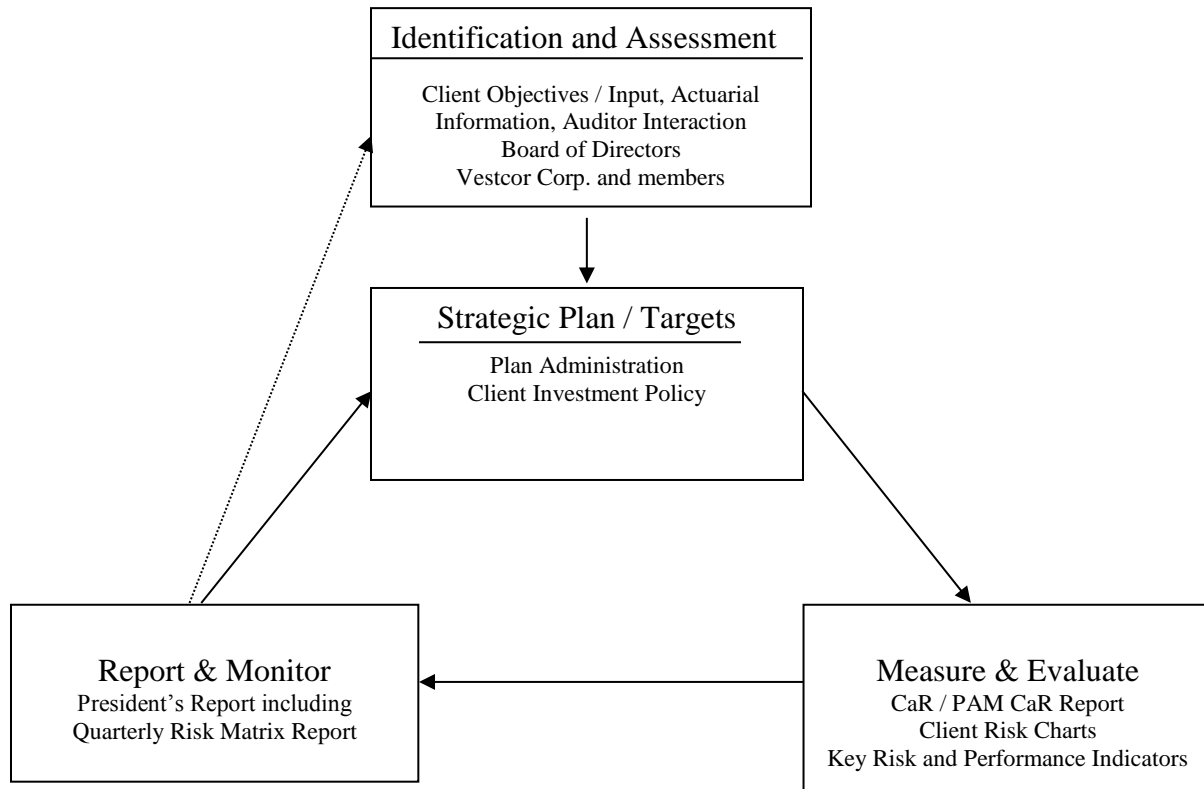 Identification and Assessment
Client Objectives / Input, Actuarial
Information, Auditor Interaction
Board of Directors
Vestcor Corp. and members
Strategic Plan / Targets
Plan Administration
Client Investment Policy
Report & Monitor
President’s Report including
Quarterly Risk Matrix Report
Measure & Evaluate
CaR / PAM CaR Report
Client Risk Charts
Key Risk and Performance Indicators